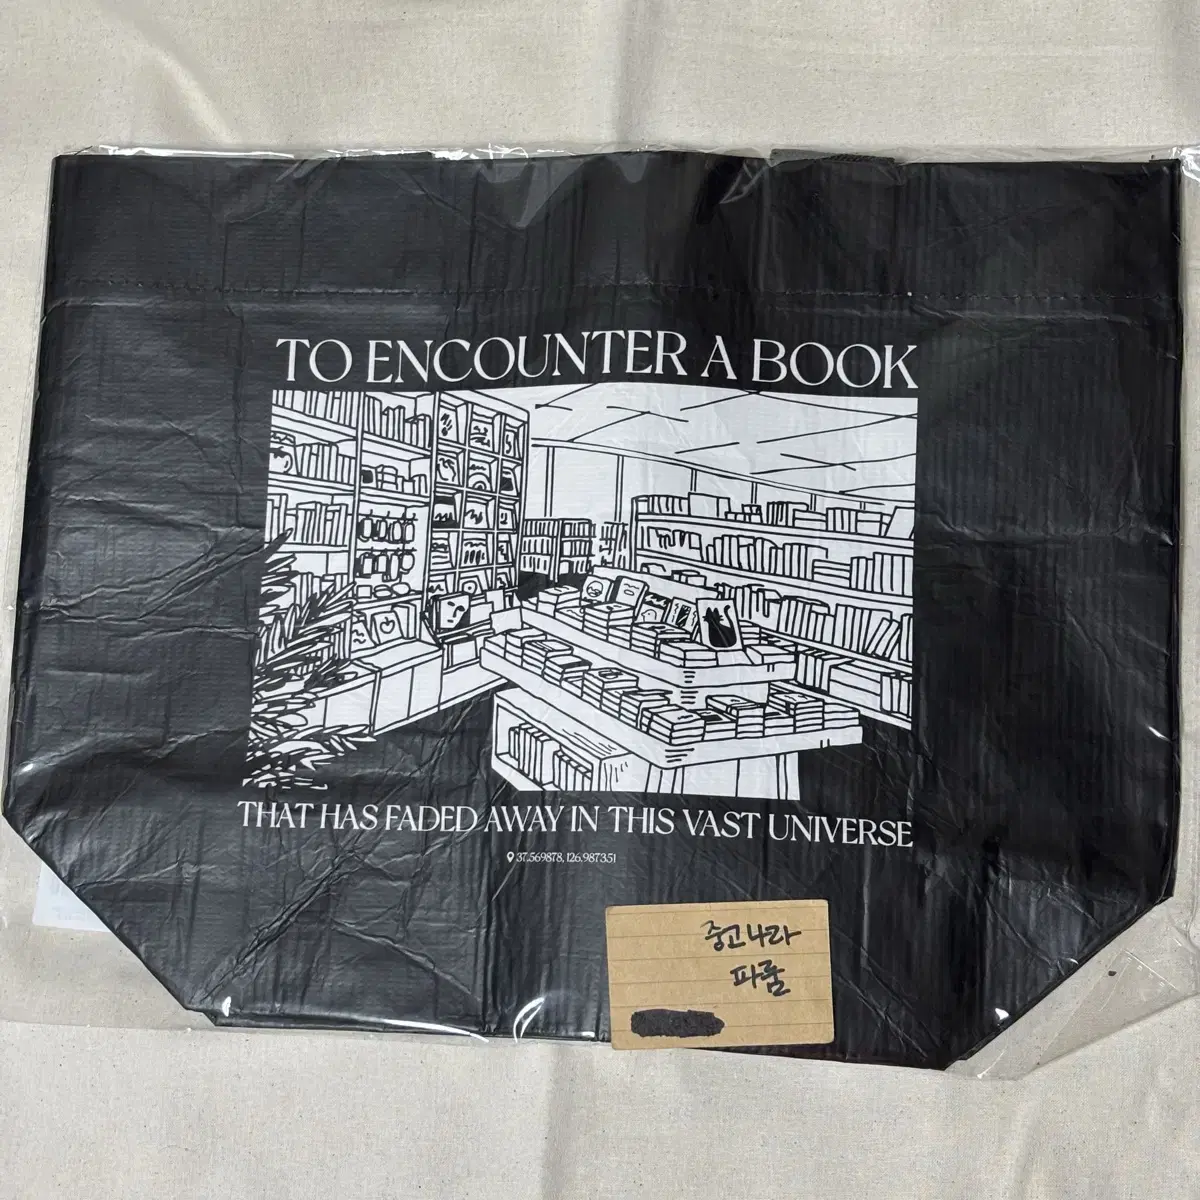 TO ENCOUNTER A BOOK
THAT HAS FADED AWAY IN THIS VAST UNIVERSE
37.569878, 126.987351
중고나라
파룸